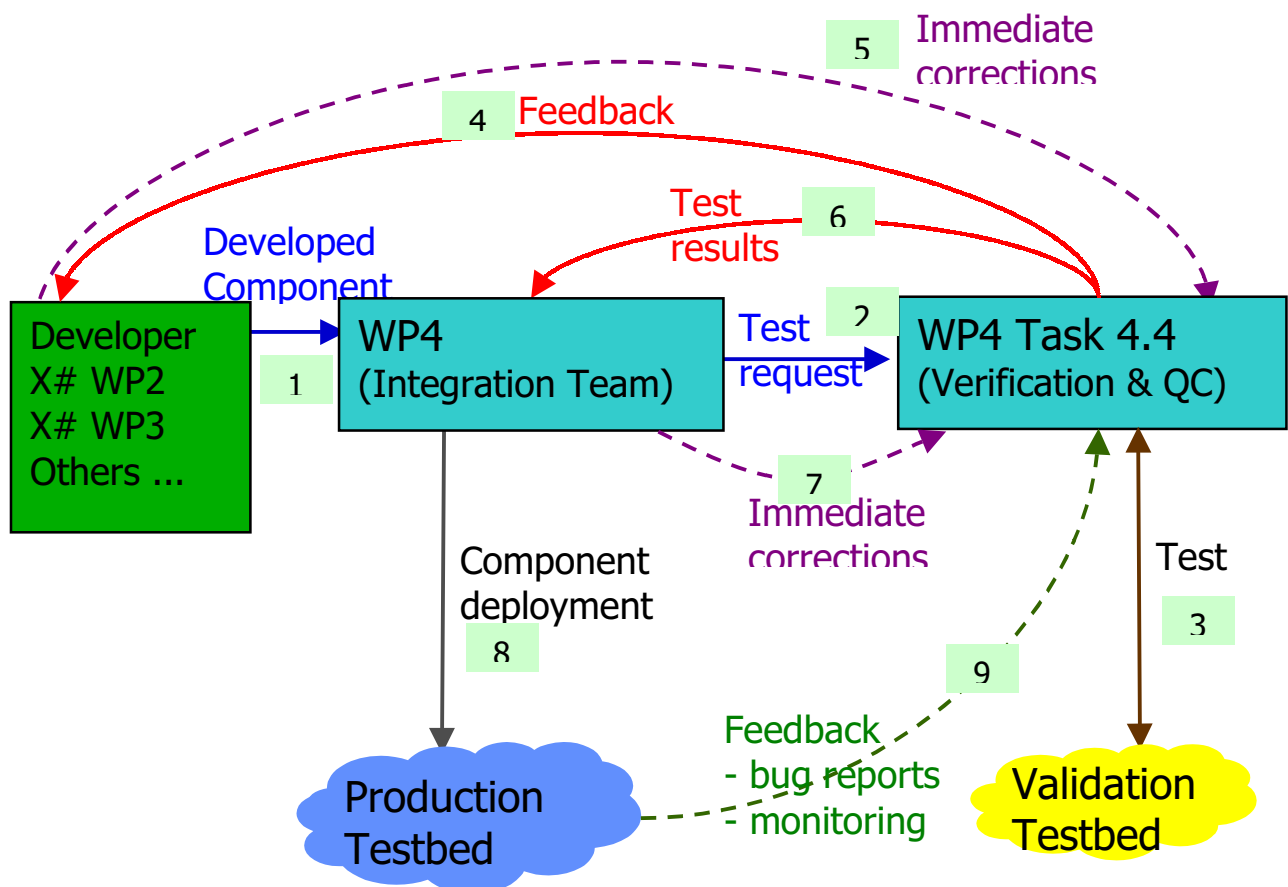 5
Immediate
corrections
4
Feedback
Test
results
6
Developed
Component
Developer
X# WP2
X# WP3
Others ...
1
WP4
(Integration Team)
2
Test
request
WP4 Task 4.4
(Verification & QC)
7
Immediate
corrections
Component
deployment
8
Test
3
9
Feedback
- bug reports
- monitoring
Production
Testbed
Validation
Testbed